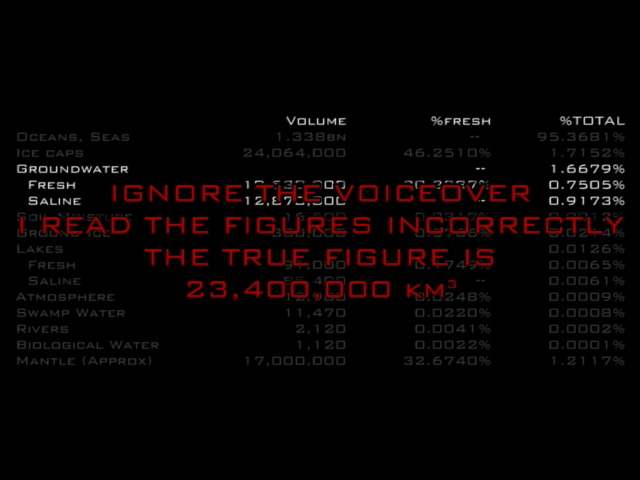 VOLUME %FRESH %TOTAL
OCEANS, SEAS 1.338BN -- 95.3681%
ICE CAPS 24,064,000 46.2510% 1.7152%
GROUNDWATER -- 1.6679%
FRESH 0.7505%
SALINE 12,870,000 -- 0.9173%
IGNORE THE VOICEOVER
I READ THE FIGURES INCORRECTLY
LAKES 0.0126%
THE TRUE FIGURE IS
FRESH 0.0065%
SALINE 0.0061%
23,400,000 KM³
ATMOSPHERE 0.0009%
SWAMP WATER 11,470 0.0220% 0.0008%
RIVERS 2,120 0.0041% 0.0002%
BIOLOGICAL WATER 1,120 0.0022% 0.0001%
MANTLE (APPROX) 17,000,000 32.6740% 1.2117%